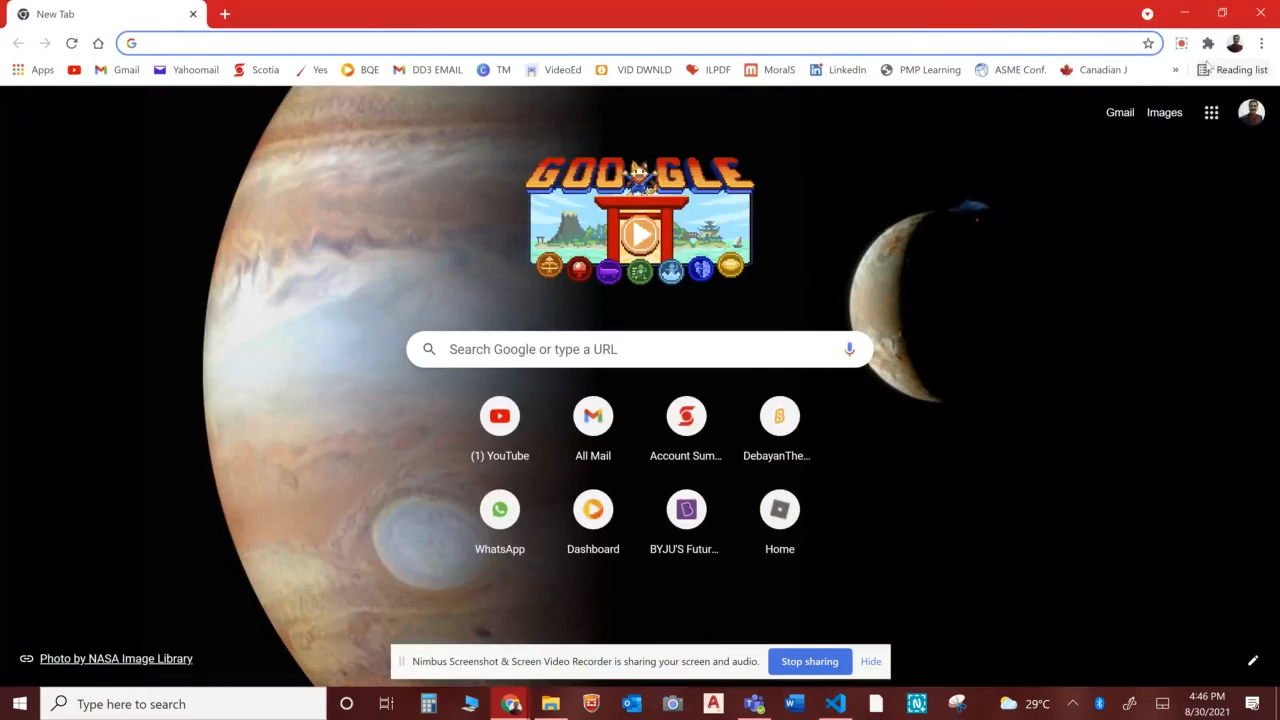 New Tab
Apps Gmail Yahoomail Scotia Yes BQE DD3 EMAIL TM VideoEd VID DWNLD ILPDF MoralS LinkedIn PMP Learning ASME Conf. Canadian J » Reading list
Gmail Images
GOOGLE
Search Google or type a URL
(1) YouTube All Mail Account Sum... DebayanThe...
WhatsApp Dashboard BYJU'S Futur... Home
Photo by NASA Image Library
Nimbus Screenshot & Screen Video Recorder is sharing your screen and audio. Stop sharing Hide
Type here to search
29°C
4:46 PM
8/30/2021